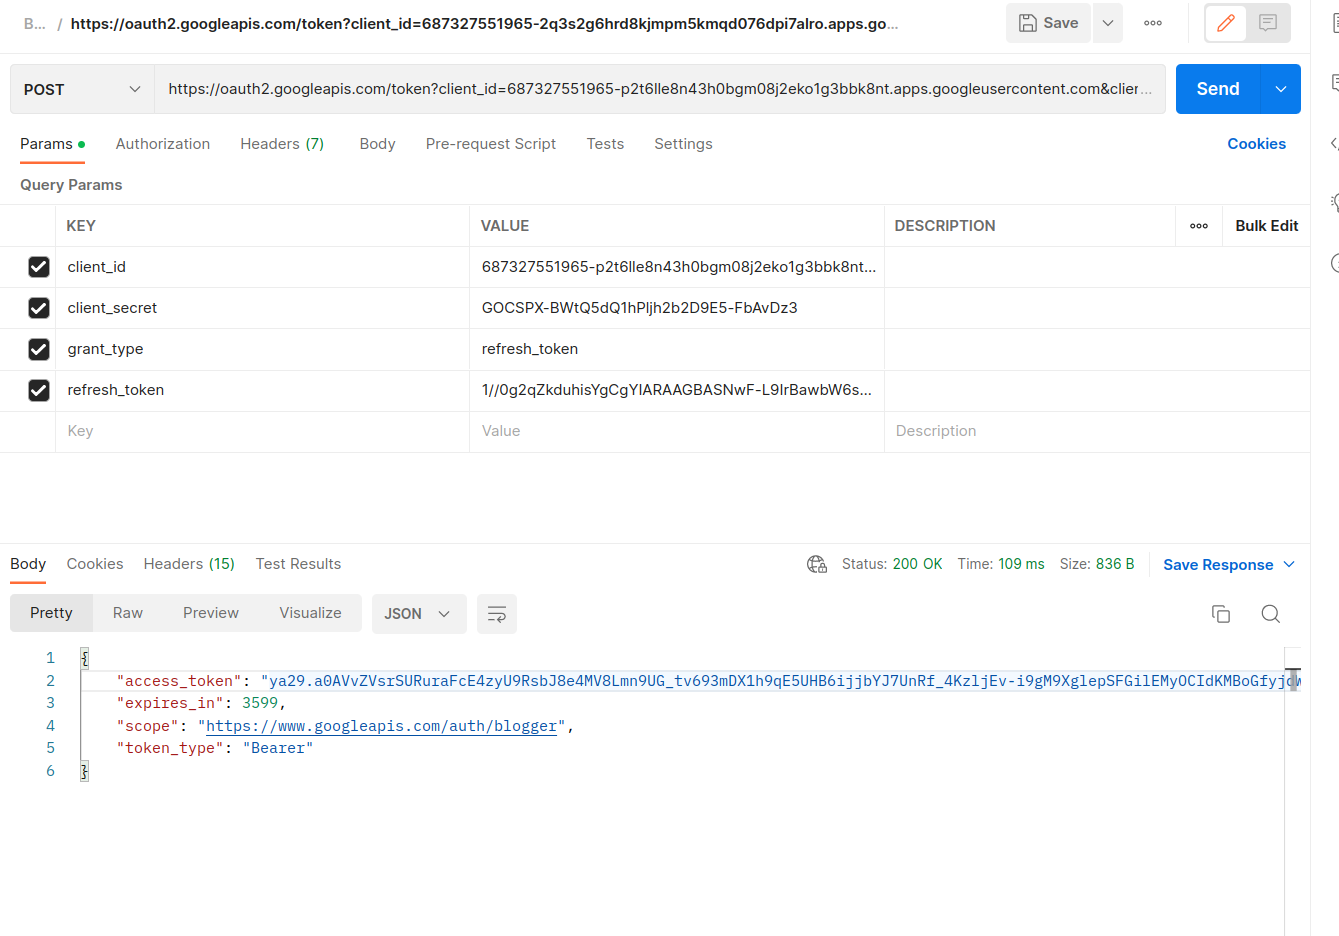 B... / https://oauth2.googleapis.com/token?client_id=687327551965-2q3s2g6hrd8kjmpm5kmqd076dpi7alro.apps.go...
Save
POST
https://oauth2.googleapis.com/token?client_id=687327551965-p2t6lle8n43h0bgm08j2eko1g3bbk8nt.apps.googleusercontent.com&clier...
Send
Params Authorization Headers (7) Body Pre-request Script Tests Settings Cookies
Query Params
KEY VALUE DESCRIPTION Bulk Edit
client_id 687327551965-p2t6lle8n43h0bgm08j2eko1g3bbk8nt...
client_secret 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
grant_type refresh_token
refresh_token 1//0g2qZkduhisYgCgYIARAAGBASNwF-L9IrBawbW6s...
Key Value Description
Body Cookies Headers (15) Test Results Status: 200 OK Time: 109 ms Size: 836 B Save Response
Pretty Raw Preview Visualize JSON
1 {
2 "access_token": "ya29.a0AVvZVsrSURuraFcE4zyU9RsbJ8e4MV8Lmn9UG_tv693mDX1h9qE5UHB6ijjbYJ7UnRf_4KzljEv-i9gM9XglepSFGilEMyOCIdKMBoGfyjdw
3 "expires_in": 3599,
4 "scope": "https://www.googleapis.com/auth/blogger",
5 "token_type": "Bearer"
6 }